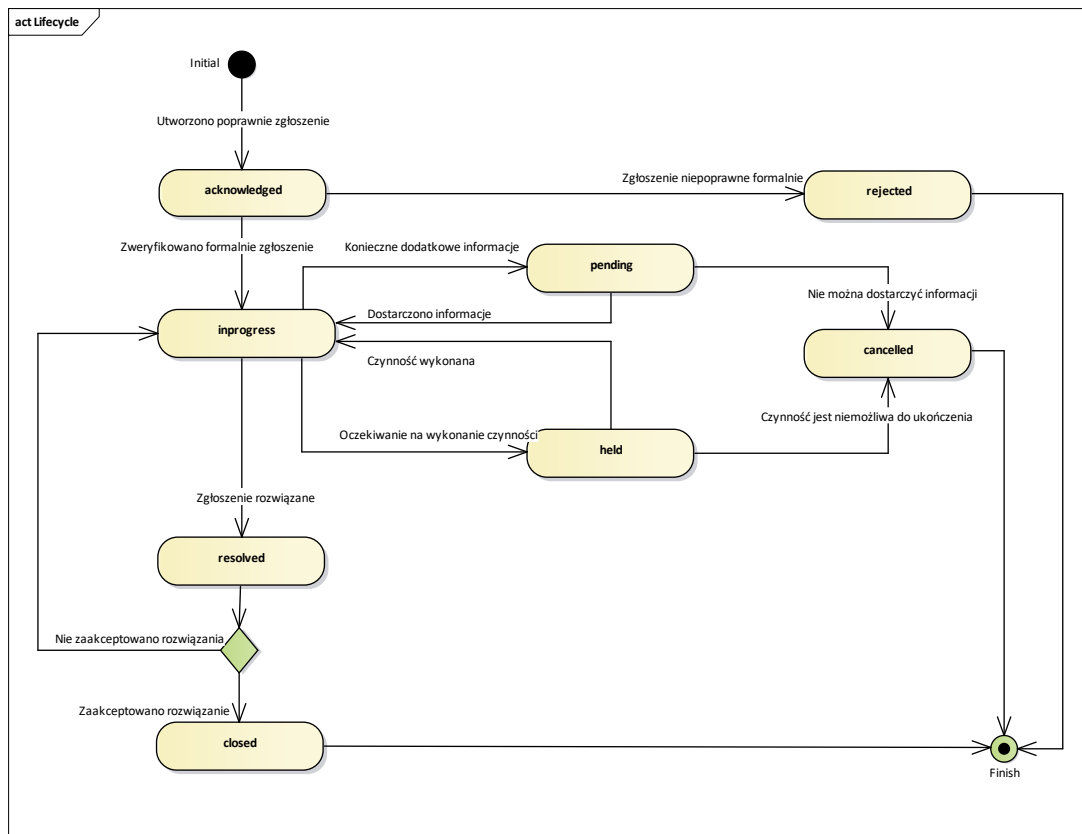 act Lifecycle
Initial
Utworzono poprawnie zgłoszenie
acknowledged
Zgłoszenie niepoprawne formalnie
rejected
Zweryfikowano formalnie zgłoszenie
Konieczne dodatkowe informacje
pending
Nie można dostarczyć informacji
Dostarczono informacje
inprogress
cancelled
Czynność wykonana
Czynność jest niemożliwa do ukończenia
Oczekiwanie na wykonanie czynności
held
Zgłoszenie rozwiązane
resolved
Nie zaakceptowano rozwiązania
Zaakceptowano rozwiązanie
closed
Finish